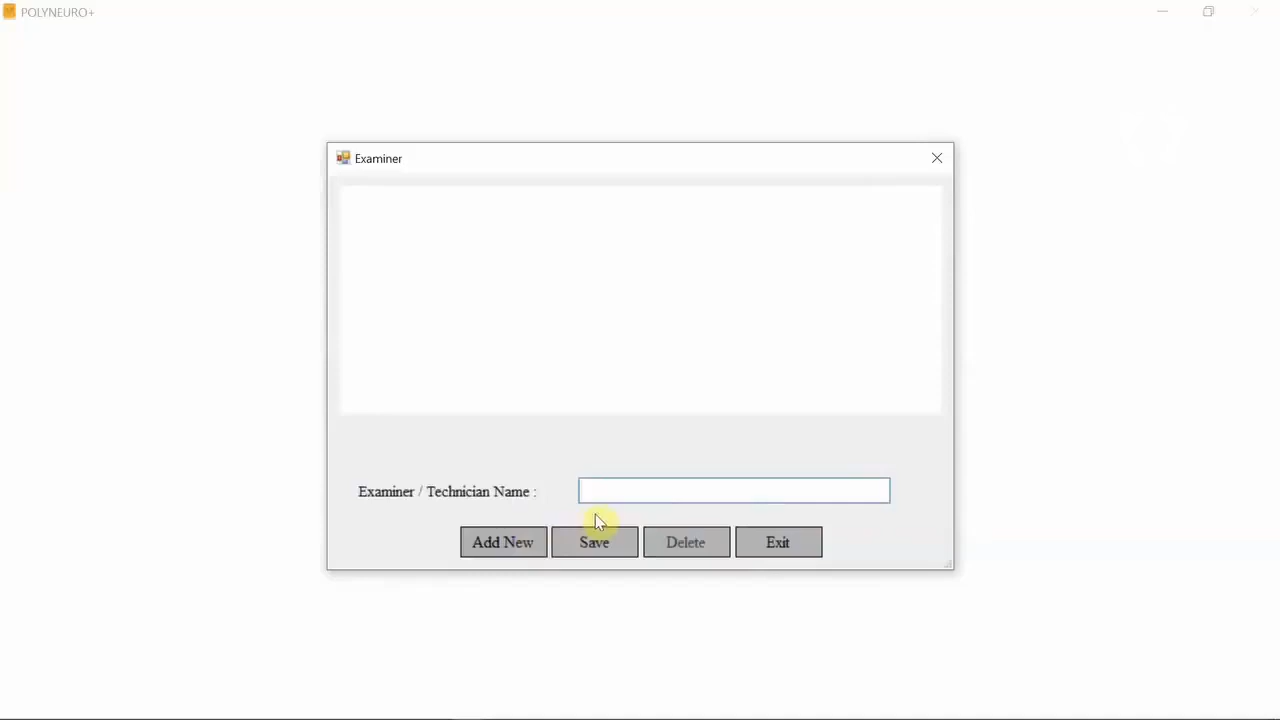 POLYNEURO+
Examiner
Examiner / Technician Name :
Add New Save Delete Exit